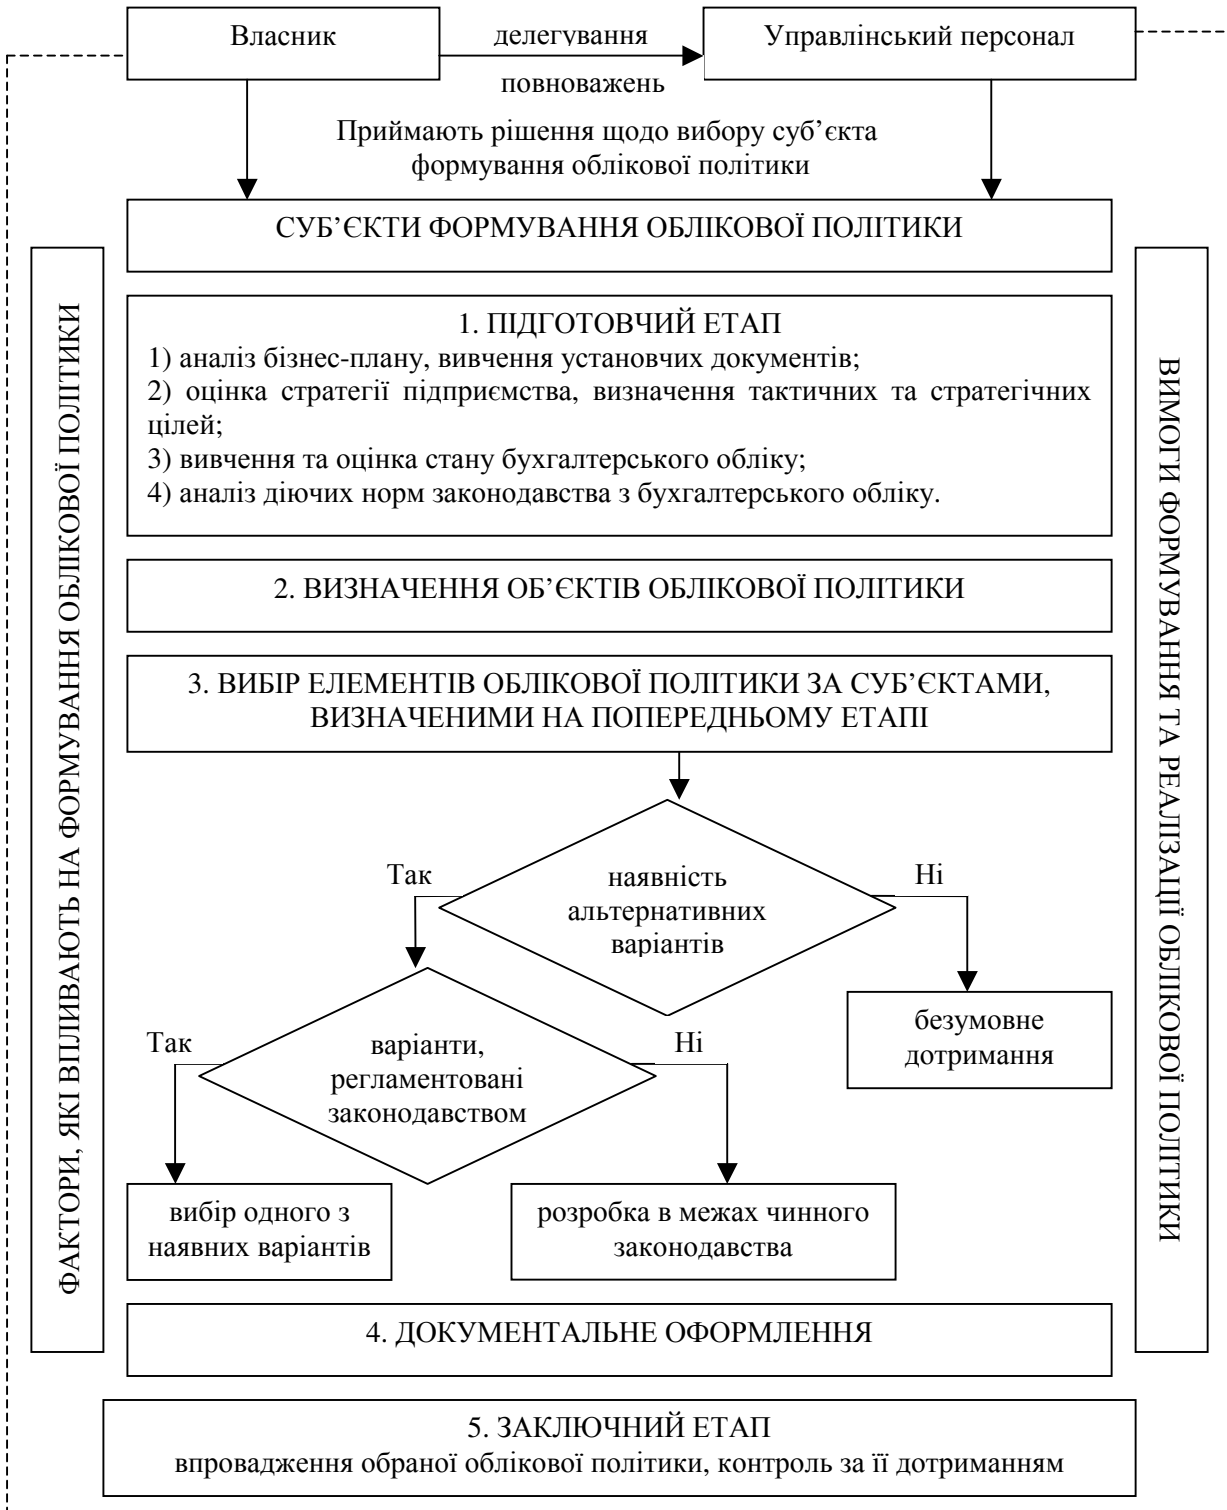 Власник
делегування
Управлінський персонал
повноважень
Приймають рішення щодо вибору суб’єкта
формування облікової політики
СУБ’ЄКТИ ФОРМУВАННЯ ОБЛІКОВОЇ ПОЛІТИКИ
ФАКТОРИ, ЯКІ ВПЛИВАЮТЬ НА ФОРМУВАННЯ ОБЛІКОВОЇ ПОЛІТИКИ
1. ПІДГОТОВЧИЙ ЕТАП
1) аналіз бізнес-плану, вивчення установчих документів;
2) оцінка стратегії підприємства, визначення тактичних та стратегічних
цілей;
3) вивчення та оцінка стану бухгалтерського обліку;
4) аналіз діючих норм законодавства з бухгалтерського обліку.
2. ВИЗНАЧЕННЯ ОБ’ЄКТІВ ОБЛІКОВОЇ ПОЛІТИКИ
3. ВИБІР ЕЛЕМЕНТІВ ОБЛІКОВОЇ ПОЛІТИКИ ЗА СУБ’ЄКТАМИ,
ВИЗНАЧЕНИМИ НА ПОПЕРЕДНЬОМУ ЕТАПІ
Так
наявність
альтернативних
варіантів
Ні
безумовне
дотримання
Так
варіанти,
регламентовані
законодавством
Ні
вибір одного з
наявних варіантів
розробка в межах чинного
законодавства
4. ДОКУМЕНТАЛЬНЕ ОФОРМЛЕННЯ
5. ЗАКЛЮЧНИЙ ЕТАП
впровадження обраної облікової політики, контроль за її дотриманням
ВИМОГИ ФОРМУВАННЯ ТА РЕАЛІЗАЦІЇ ОБЛІКОВОЇ ПОЛІТИКИ